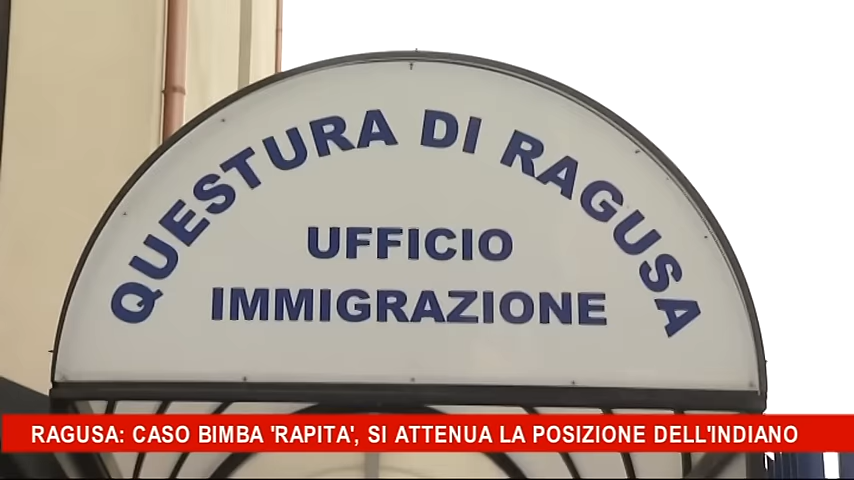 QUESTURA DI RAGUSA
UFFICIO
IMMIGRAZIONE
RAGUSA: CASO BIMBA 'RAPITA', SI ATTENUA LA POSIZIONE DELL'INDIANO